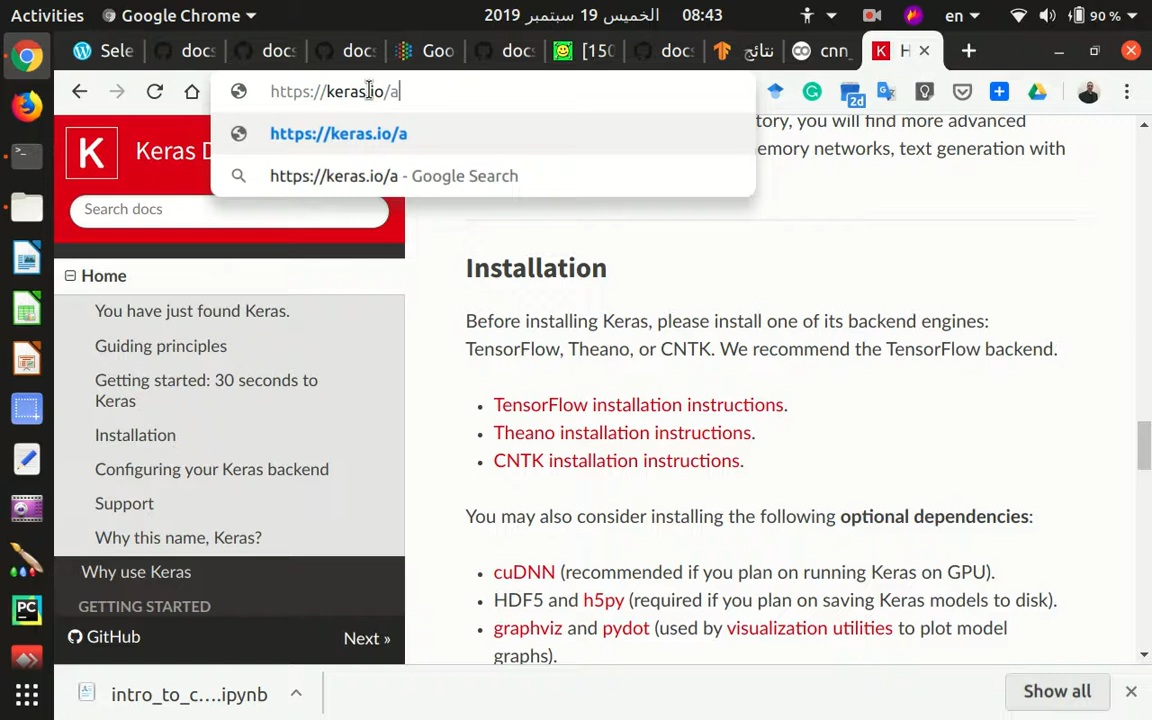 Activities Google Chrome ▾ الخميس 19 سبتمبر 2019 08:43 en 90 %
Sele docs docs docs Goo docs [150 docs نتائج cnn_ H
https://keras.io/a
2d
https://keras.io/a
https://keras.io/a - Google Search
K Keras D
Search docs
Home
You have just found Keras.
Guiding principles
Getting started: 30 seconds to
Keras
Installation
Configuring your Keras backend
Support
Why this name, Keras?
Why use Keras
GETTING STARTED
GitHub Next »
tory, you will find more advanced
emory networks, text generation with
Installation
Before installing Keras, please install one of its backend engines:
TensorFlow, Theano, or CNTK. We recommend the TensorFlow backend.
• TensorFlow installation instructions.
• Theano installation instructions.
• CNTK installation instructions.
You may also consider installing the following optional dependencies:
• cuDNN (recommended if you plan on running Keras on GPU).
• HDF5 and h5py (required if you plan on saving Keras models to disk).
• graphviz and pydot (used by visualization utilities to plot model
graphs).
PC
intro_to_c....ipynb Show all